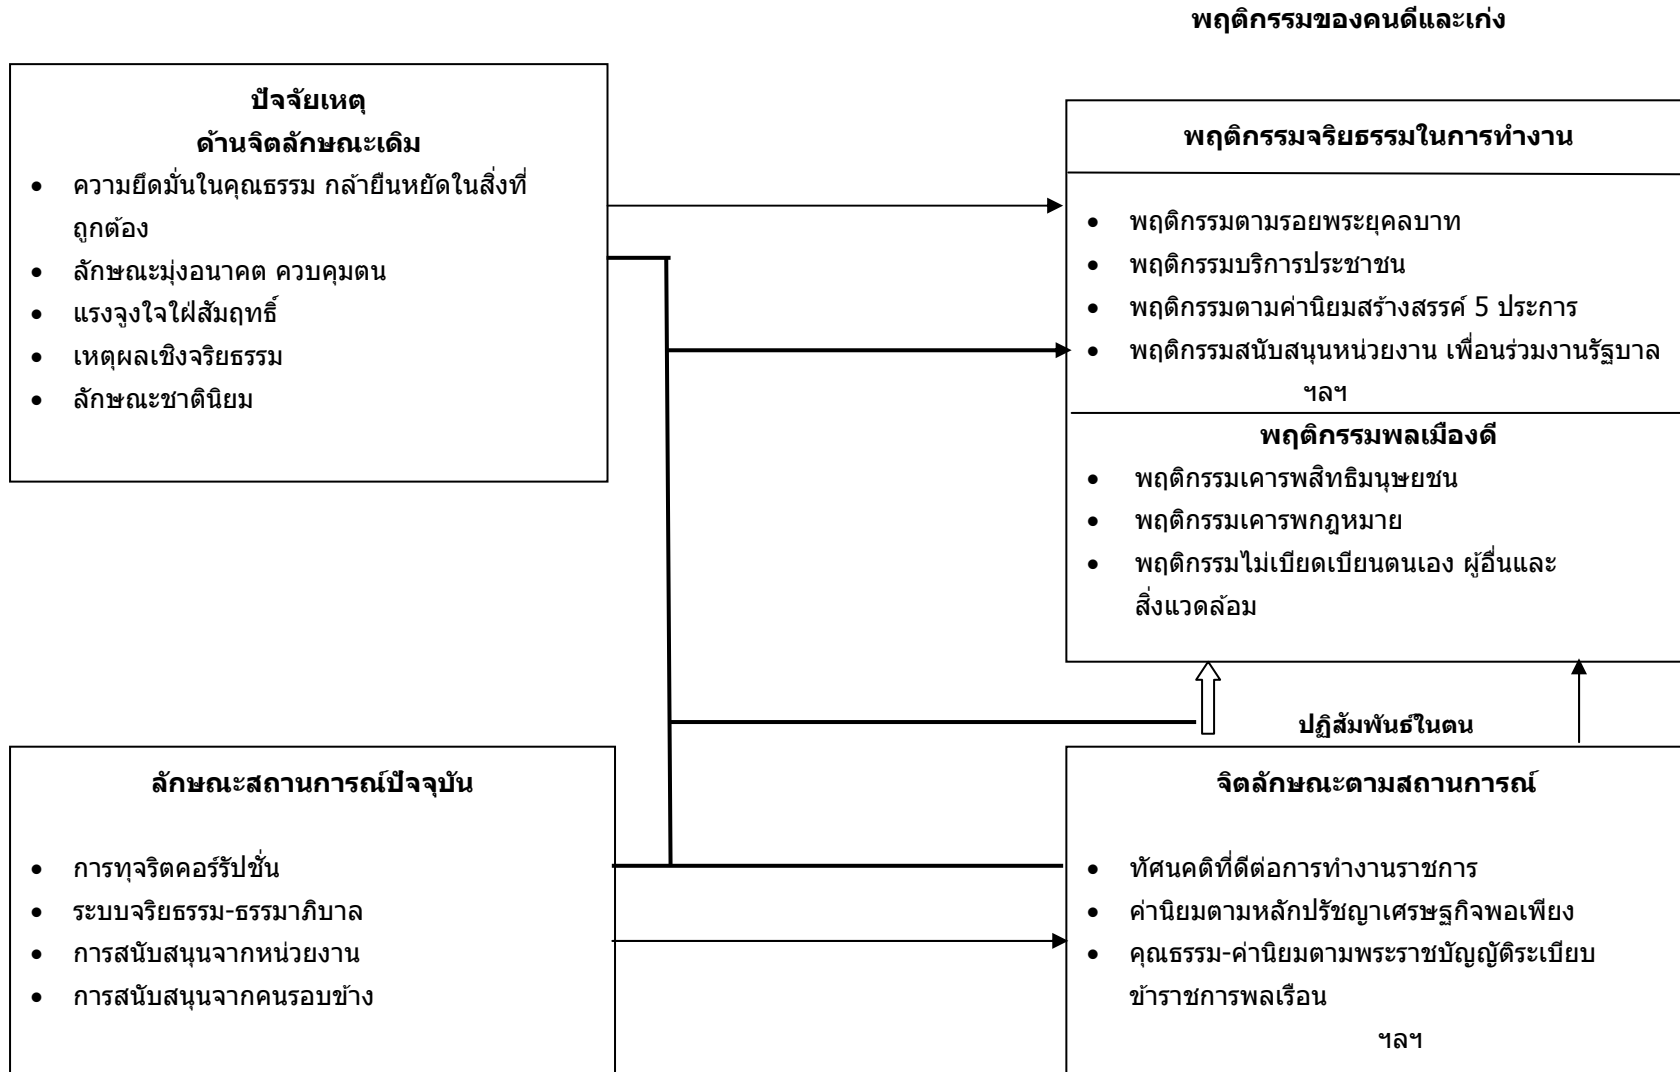 พฤติกรรมของคนดีและเก่ง
ปัจจัยเหตุ
ด้านจิตลักษณะเดิม
• ความยึดมั่นในคุณธรรม กล้ายืนหยัดในสิ่งที่
ถูกต้อง
• ลักษณะมุ่งอนาคต ควบคุมตน
• แรงจูงใจใฝ่สัมฤทธิ์
• เหตุผลเชิงจริยธรรม
• ลักษณะชาตินิยม
พฤติกรรมจริยธรรมในการทำงาน
• พฤติกรรมตามรอยพระยุคลบาท
• พฤติกรรมบริการประชาชน
• พฤติกรรมตามค่านิยมสร้างสรรค์ 5 ประการ
• พฤติกรรมสนับสนุนหน่วยงาน เพื่อนร่วมงานรัฐบาล
ฯลฯ
พฤติกรรมพลเมืองดี
• พฤติกรรมเคารพสิทธิมนุษยชน
• พฤติกรรมเคารพกฎหมาย
• พฤติกรรมไม่เบียดเบียนตนเอง ผู้อื่นและ
สิ่งแวดล้อม
ปฏิสัมพันธ์ในตน
ลักษณะสถานการณ์ปัจจุบัน
• การทุจริตคอร์รัปชั่น
• ระบบจริยธรรม-ธรรมาภิบาล
• การสนับสนุนจากหน่วยงาน
• การสนับสนุนจากคนรอบข้าง
จิตลักษณะตามสถานการณ์
• ทัศนคติที่ดีต่อการทำงานราชการ
• ค่านิยมตามหลักปรัชญาเศรษฐกิจพอเพียง
• คุณธรรม-ค่านิยมตามพระราชบัญญัติระเบียบ
ข้าราชการพลเรือน
ฯลฯ